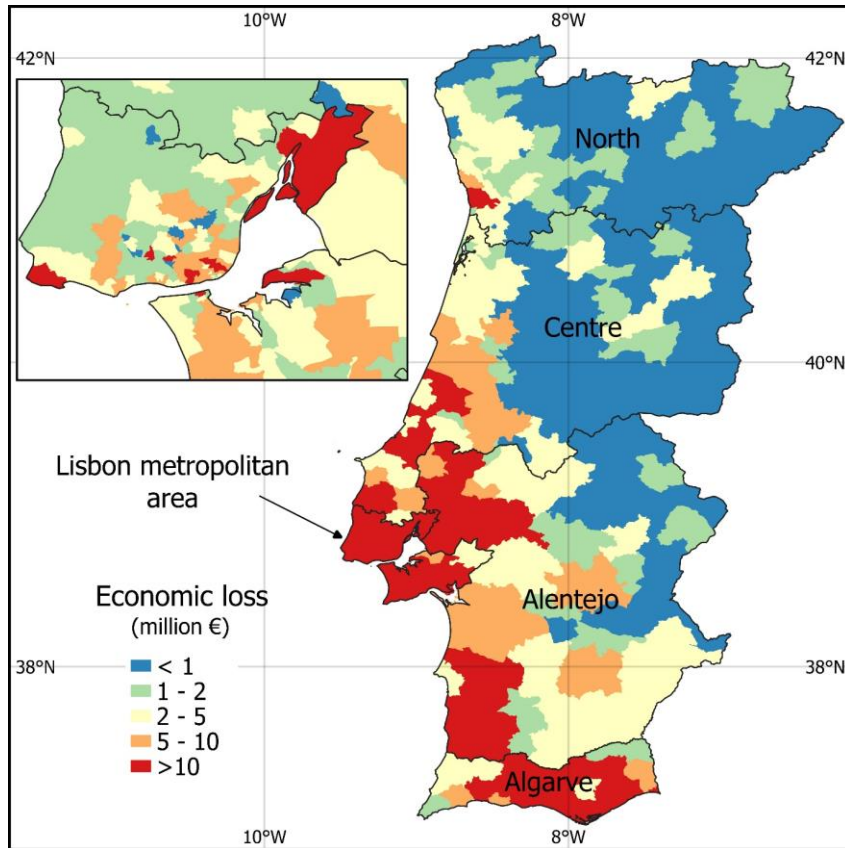 10°W 8°W
42°N 42°N
North
Centre
40°N
Lisbon metropolitan
area
Economic loss
(million €)
< 1
1 - 2
2 - 5
5 - 10
>10
Alentejo
38°N 38°N
Algarve
10°W 8°W